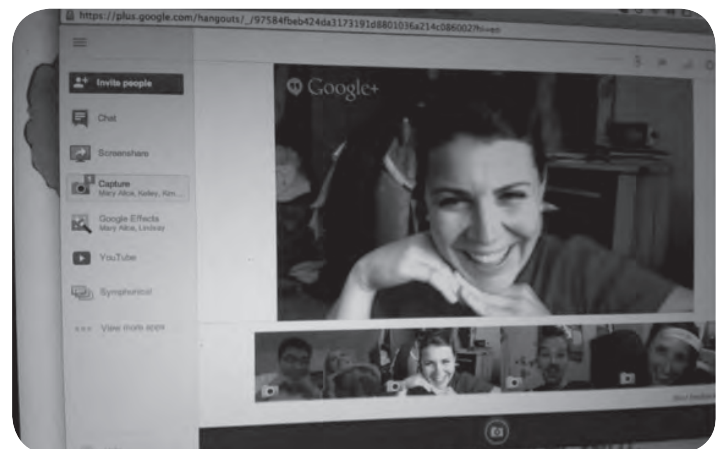 https://plus.google.com/hangouts/_/97584fbeb424da3173191d8801036a214c086002?hl=en
Invite people
Google+
Chat
Screenshare
Capture
Mary Alice, Kelley, Kim ...
Google Effects
Mary Alice, Lindsay
YouTube
Symphonical
View more apps